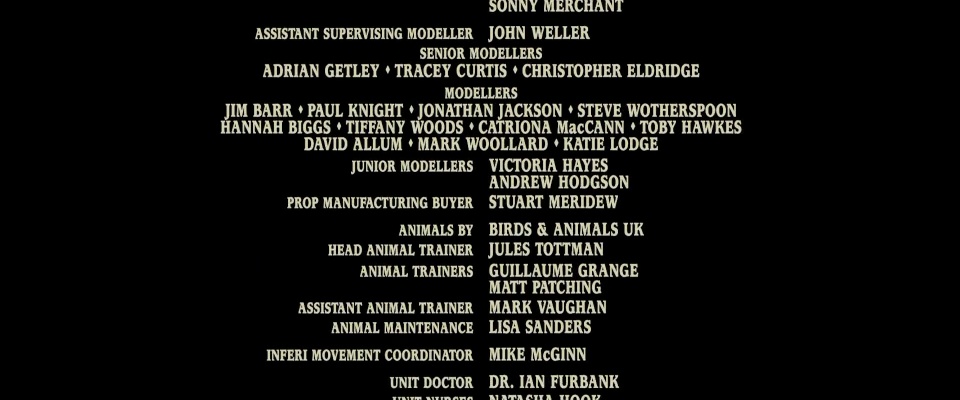 SONNY MERCHANT
ASSISTANT SUPERVISING MODELLER JOHN WELLER
SENIOR MODELLERS
ADRIAN GETLEY ♦ TRACEY CURTIS ♦ CHRISTOPHER ELDRIDGE
MODELLERS
JIM BARR ♦ PAUL KNIGHT ♦ JONATHAN JACKSON ♦ STEVE WOTHERSPOON
HANNAH BIGGS ♦ TIFFANY WOODS ♦ CATRIONA MacCANN ♦ TOBY HAWKES
DAVID ALLUM ♦ MARK WOOLLARD ♦ KATIE LODGE
JUNIOR MODELLERS VICTORIA HAYES
ANDREW HODGSON
PROP MANUFACTURING BUYER STUART MERIDEW
ANIMALS BY BIRDS & ANIMALS UK
HEAD ANIMAL TRAINER JULES TOTTMAN
ANIMAL TRAINERS GUILLAUME GRANGE
MATT PATCHING
ASSISTANT ANIMAL TRAINER MARK VAUGHAN
ANIMAL MAINTENANCE LISA SANDERS
INFERI MOVEMENT COORDINATOR MIKE McGINN
UNIT DOCTOR DR. IAN FURBANK
UNIT NURSES NATASHA HOOK